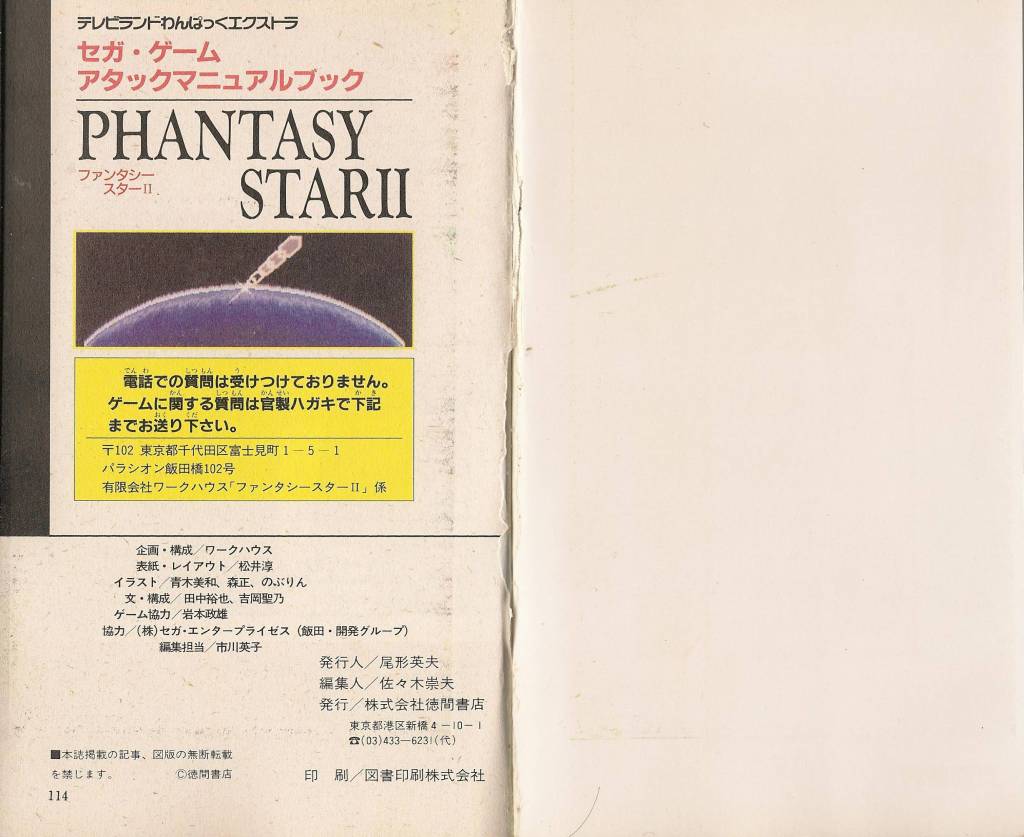 テレビランドわんぱっくエクストラ
セガ・ゲーム
アタックマニュアルブック
PHANTASY
ファンタシー
スターII
STARII
電話での質問は受けつけておりません。
ゲームに関する質問は官製ハガキで下記
までお送り下さい。
〒102 東京都千代田区富士見町1－5－1
パラシオン飯田橋102号
有限会社ワークハウス「ファンタシースターII」係
企画・構成／ワークハウス
表紙・レイアウト／松井淳
イラスト／青木美和、森正、のぶりん
文・構成／田中裕也、吉岡聖乃
ゲーム協力／岩本政雄
協力／(株)セガ・エンタープライゼス（飯田・開発グループ）
編集担当／市川英子
発行人／尾形英夫
編集人／佐々木崇夫
発行／株式会社徳間書店
東京都港区新橋4－10－1
☎(03)433－6231(代)
■本誌掲載の記事、図版の無断転載
を禁じます。 ©徳間書店
印 刷／図書印刷株式会社
114